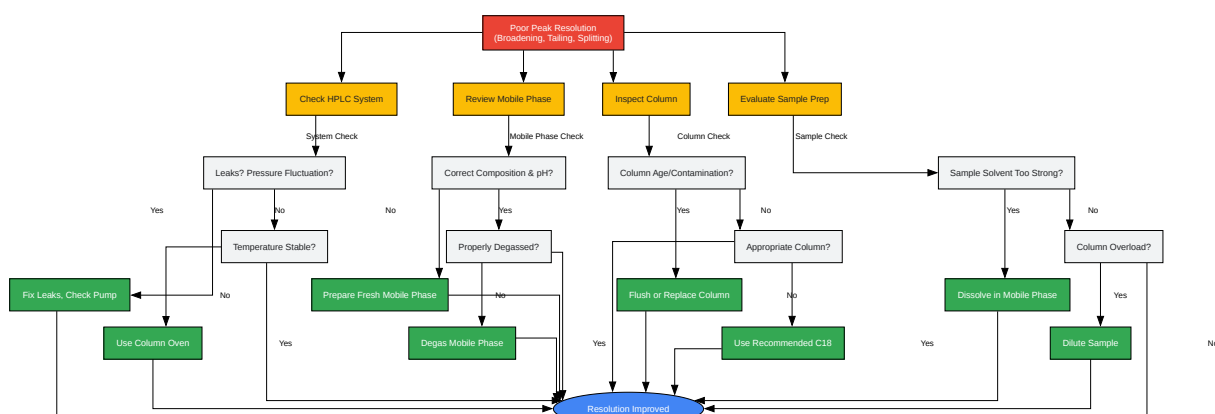 Poor Peak Resolution
(Broadening, Tailing, Splitting)
Check HPLC System
Review Mobile Phase
Inspect Column
Evaluate Sample Prep
System Check
Mobile Phase Check
Column Check
Sample Check
Leaks? Pressure Fluctuation?
Correct Composition & pH?
Column Age/Contamination?
Sample Solvent Too Strong?
Yes
No
No
Yes
Yes
No
Yes
No
Temperature Stable?
Properly Degassed?
Appropriate Column?
Column Overload?
Fix Leaks, Check Pump
No
Prepare Fresh Mobile Phase
No
Flush or Replace Column
No
Dissolve in Mobile Phase
Yes
Use Column Oven
Yes
Degas Mobile Phase
Yes
Use Recommended C18
Yes
Dilute Sample
Resolution Improved